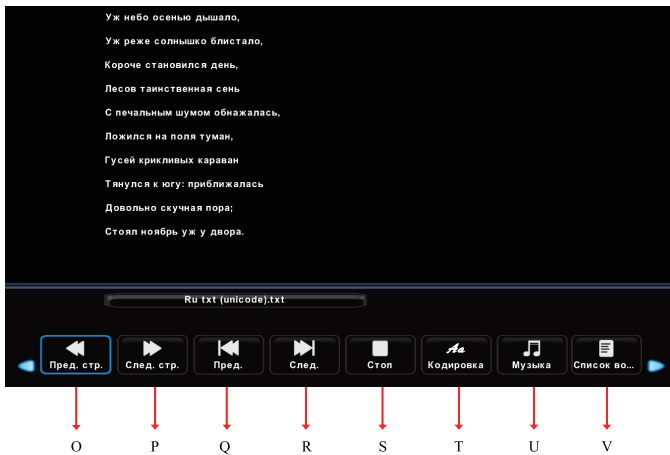 Уж небо осенью дышало,
Уж реже солнышко блистало,
Короче становился день,
Лесов таинственная сень
С печальным шумом обнажалась,
Ложился на поля туман,
Гусей крикливых караван
Тянулся к югу: приближалась
Довольно скучная пора;
Стоял ноябрь уж у двора.
Ru txt (unicode).txt
Aa
Пред. стр. След. стр. Пред. След. Стоп Кодировка Музыка Список во...
O P Q R S T U V